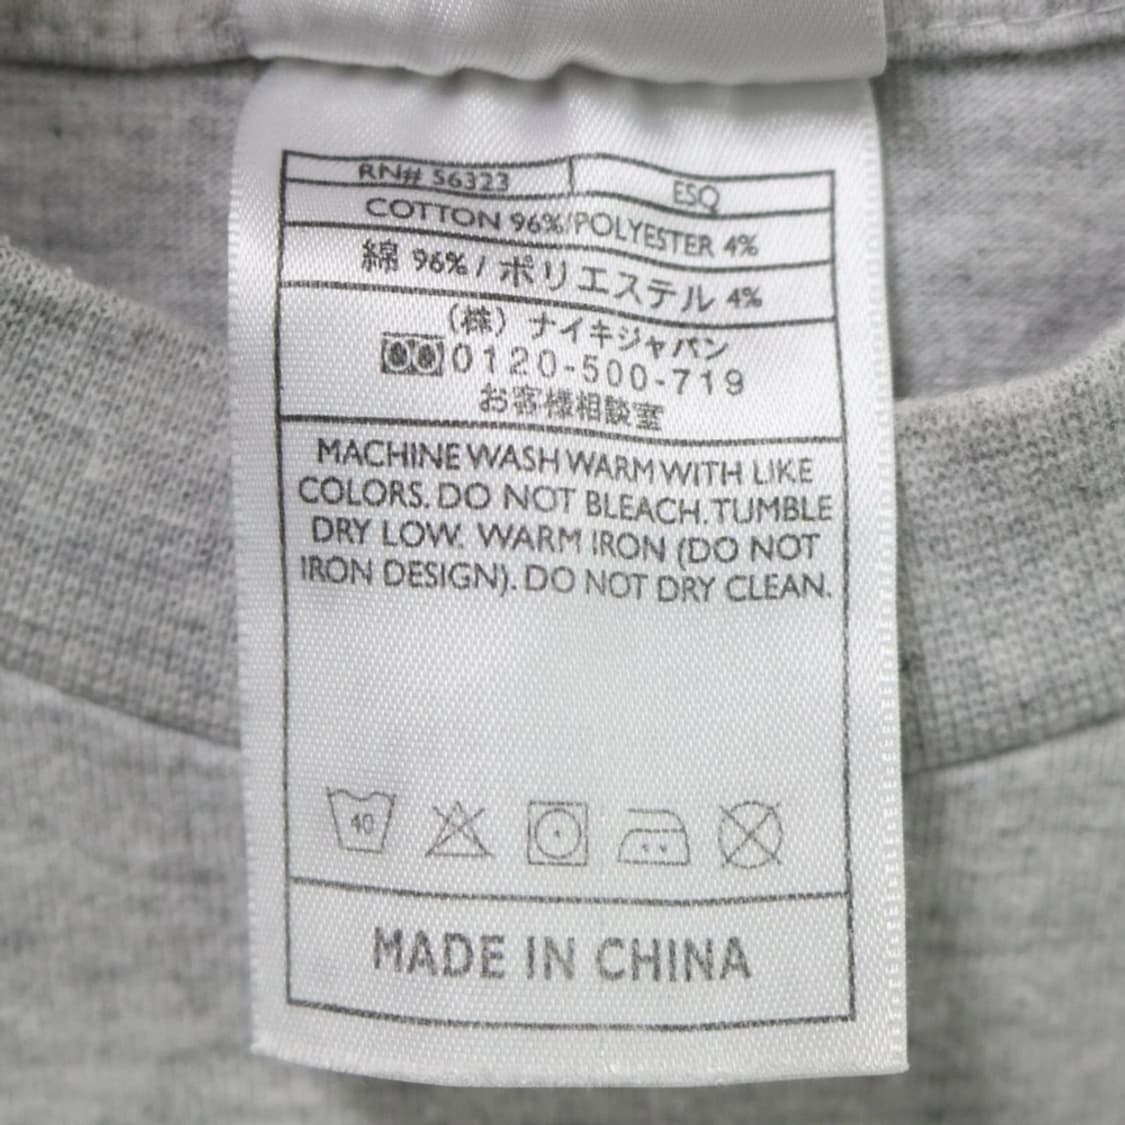 RN# 56323 ESQ
COTTON 96%/POLYESTER 4%
綿 96% / ポリエステル 4%
(株) ナイキジャパン
0120-500-719
お客様相談室
MACHINE WASH WARM WITH LIKE
COLORS. DO NOT BLEACH. TUMBLE
DRY LOW. WARM IRON (DO NOT
IRON DESIGN). DO NOT DRY CLEAN.
40
MADE IN CHINA